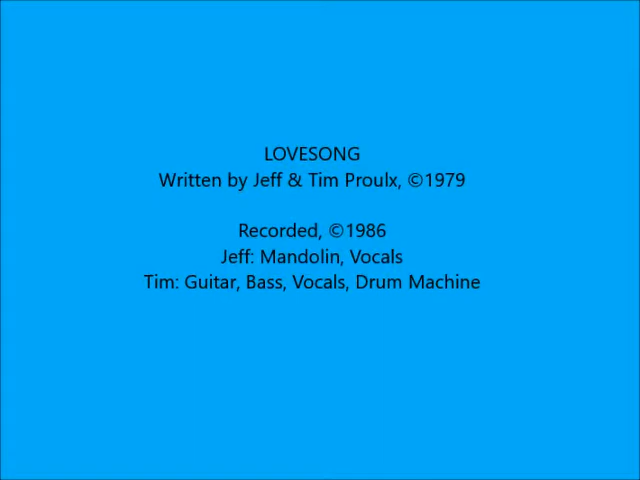 LOVESONG
Written by Jeff & Tim Proulx, ©1979
Recorded, ©1986
Jeff: Mandolin, Vocals
Tim: Guitar, Bass, Vocals, Drum Machine